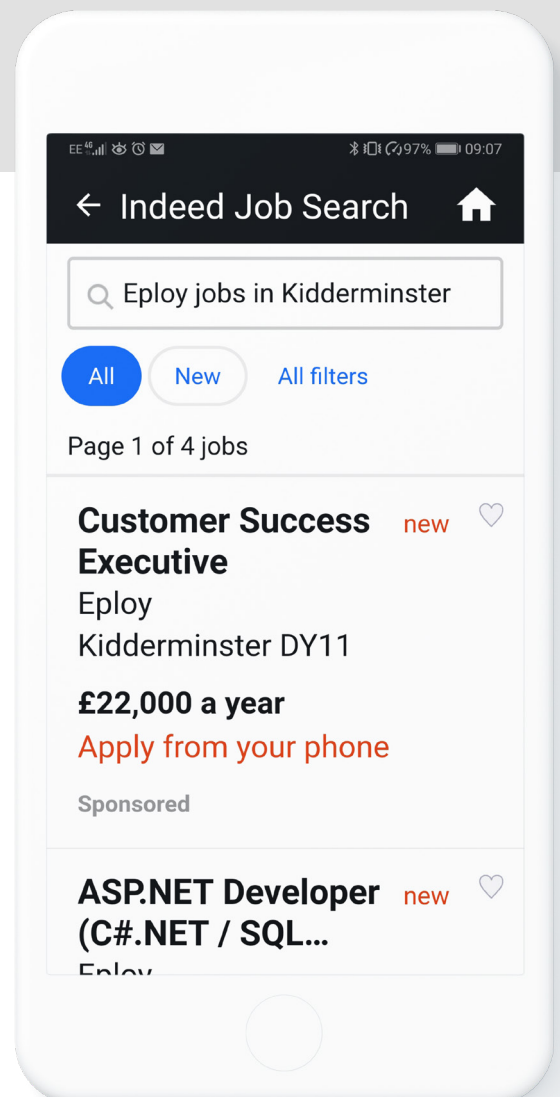 EE 4G 97% 09:07
Indeed Job Search
Eploy jobs in Kidderminster
All New All filters
Page 1 of 4 jobs
Customer Success new
Executive
Eploy
Kidderminster DY11
£22,000 a year
Apply from your phone
Sponsored
ASP.NET Developer new
(C#.NET / SQL...
Eploy